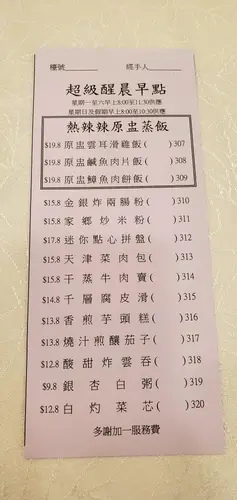 檯號______ 經手人______
超級醒晨早點
星期一至六早上8:00至11:30供應
星期日及假期早上8:00至10:30供應
熱辣辣原盅蒸飯
$19.8 原盅雲耳滑雞飯( )307
$19.8 原盅鹹魚肉片飯( )308
$19.8 原盅鱆魚肉餅飯( )309
$15.8 金銀炸兩腸粉( )310
$15.8 家鄉炒米粉( )311
$17.8 迷你點心拼盤( )312
$15.8 天津菜肉包( )313
$15.8 干蒸牛肉賣( )314
$14.8 千層腐皮滑( )315
$13.8 香煎芋頭糕( )316
$13.8 燒汁煎釀茄子( )317
$12.8 酸甜炸雲吞( )318
$9.8 銀杏白粥( )319
$12.8 白灼菜芯( )320
多謝加一服務費